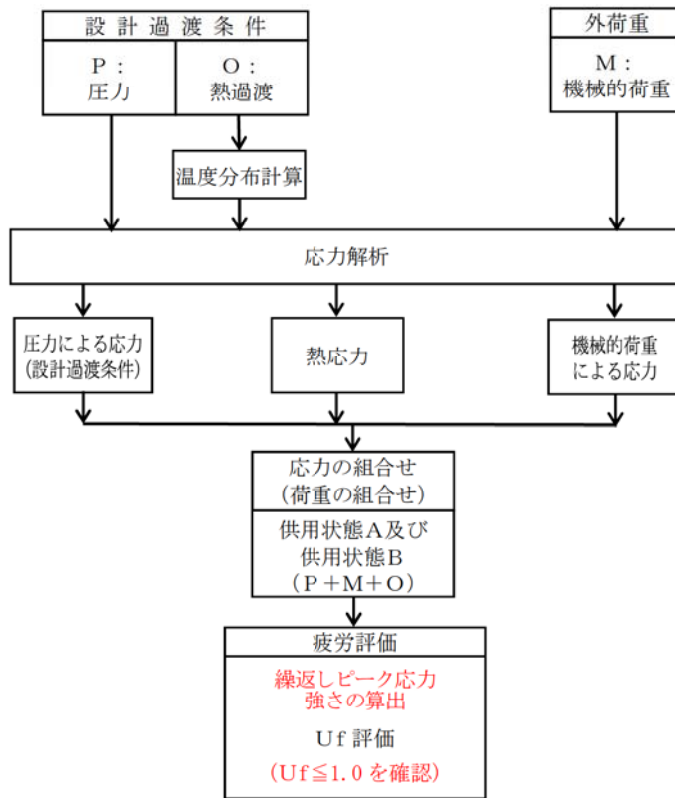 設計過渡条件
P：
圧力
O：
熱過渡
外荷重
M：
機械的荷重
温度分布計算
応力解析
圧力による応力
(設計過渡条件)
熱応力
機械的荷重
による応力
応力の組合せ
(荷重の組合せ)
供用状態A及び
供用状態B
(P+M+O)
疲労評価
繰返しピーク応力
強さの算出
Uf 評価
(Uf≦1.0 を確認)